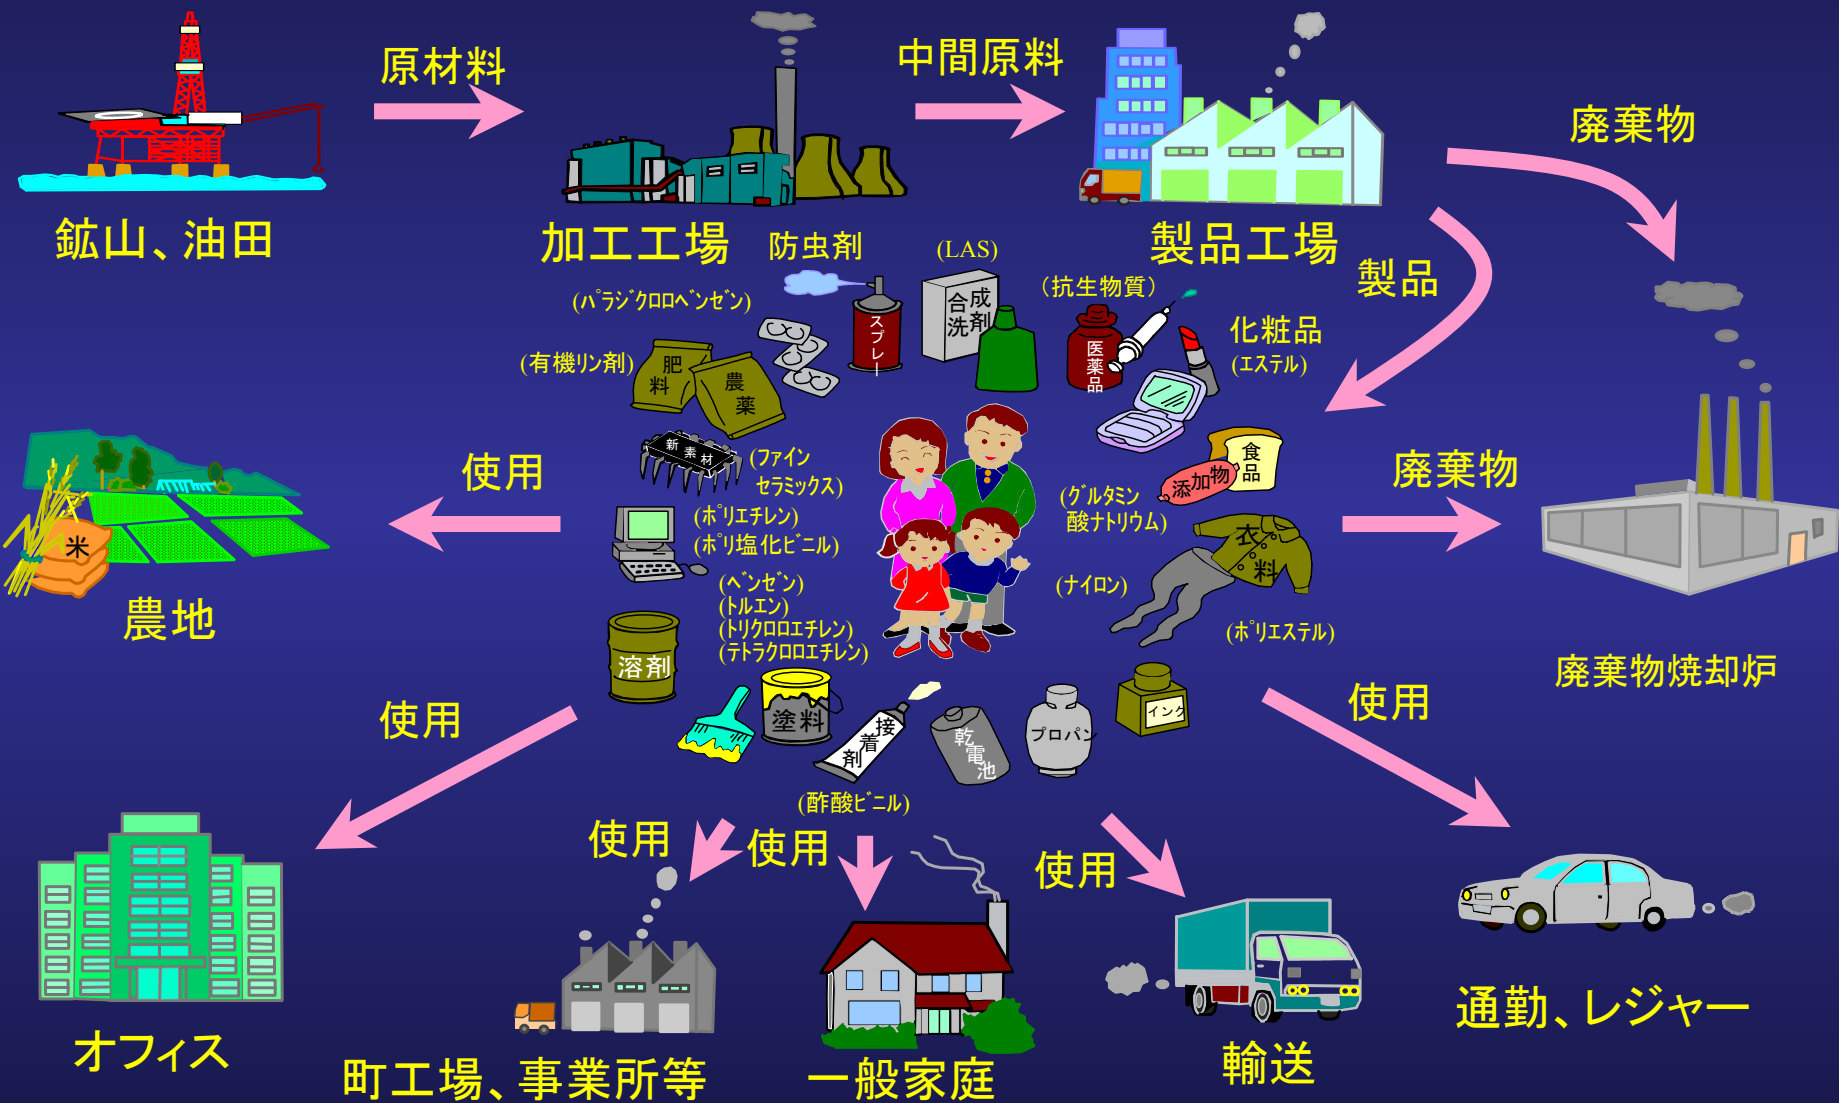 原材料
中間原料
廃棄物
鉱山、油田
加工工場
製品工場
製品
防虫剤
(LAS)
(抗生物質)
(ﾊﾟﾗｼﾞｸﾛﾛﾍﾞﾝｾﾞﾝ)
スプレー
合成
洗剤
医薬品
化粧品
(ｴｽﾃﾙ)
(有機ﾘﾝ剤)
肥料
農薬
新素材
(ﾌｧｲﾝ
ｾﾗﾐｯｸｽ)
食品
添加物
(ｸﾞﾙﾀﾐﾝ
酸ﾅﾄﾘｳﾑ)
使用
廃棄物
米
農地
(ﾎﾟﾘｴﾁﾚﾝ)
(ﾎﾟﾘ塩化ﾋﾞﾆﾙ)
衣料
(ﾅｲﾛﾝ)
(ﾎﾟﾘｴｽﾃﾙ)
(ﾍﾞﾝｾﾞﾝ)
(ﾄﾙｴﾝ)
(ﾄﾘｸﾛﾛｴﾁﾚﾝ)
(ﾃﾄﾗｸﾛﾛｴﾁﾚﾝ)
溶剤
廃棄物焼却炉
塗料
接着剤
乾電池
プロパン
インク
(酢酸ﾋﾞﾆﾙ)
使用
使用
使用
使用
使用
オフィス
町工場、事業所等
一般家庭
輸送
通勤、レジャー